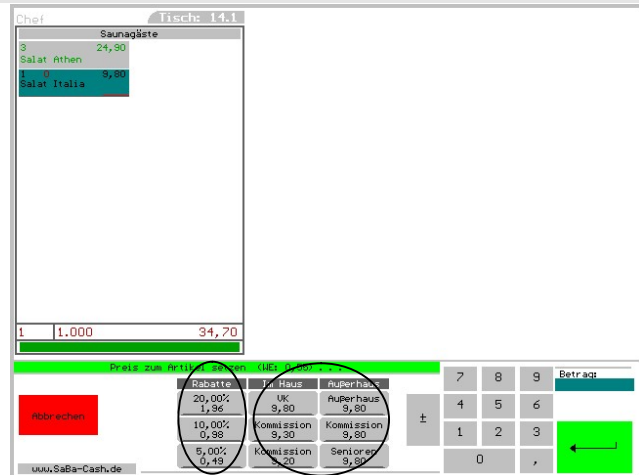 Chef Tisch: 14.1
Saunagäste
3 24,90
Salat Athen
1 0 9,80
Salat Italia
1 1.000 34,70
Preis zum Artikel setzen (WE: 0,00) ...
Rabatte Im Haus Außerhaus
20,00% VK Außerhaus
1,96 9,80 9,80
10,00% Kommission Kommission
0,98 9,30 9,80
5,00% Kommission Senioren
0,49 9,20 9,80
Abbrechen
±
7 8 9
4 5 6
1 2 3
0 ,
Betrag:
www.SaBa-Cash.de